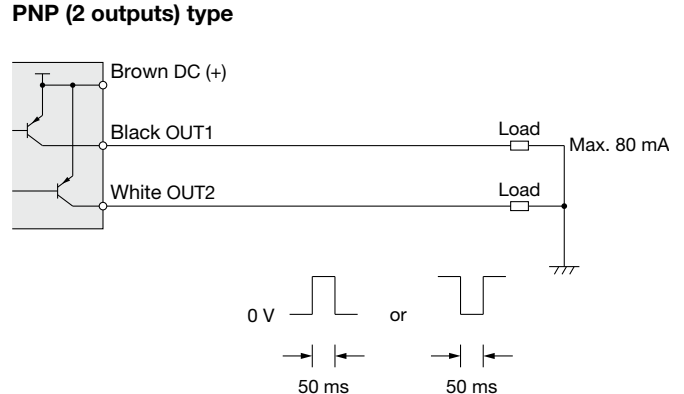 PNP (2 outputs) type
Brown DC (+)
Black OUT1
Load
Max. 80 mA
White OUT2
Load
0 V
or
50 ms
50 ms